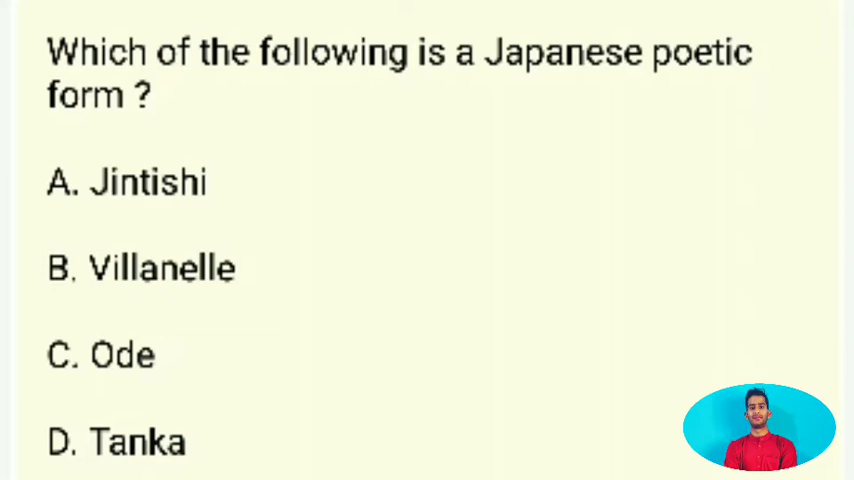 Which of the following is a Japanese poetic
form ?
A. Jintishi
B. Villanelle
C. Ode
D. Tanka